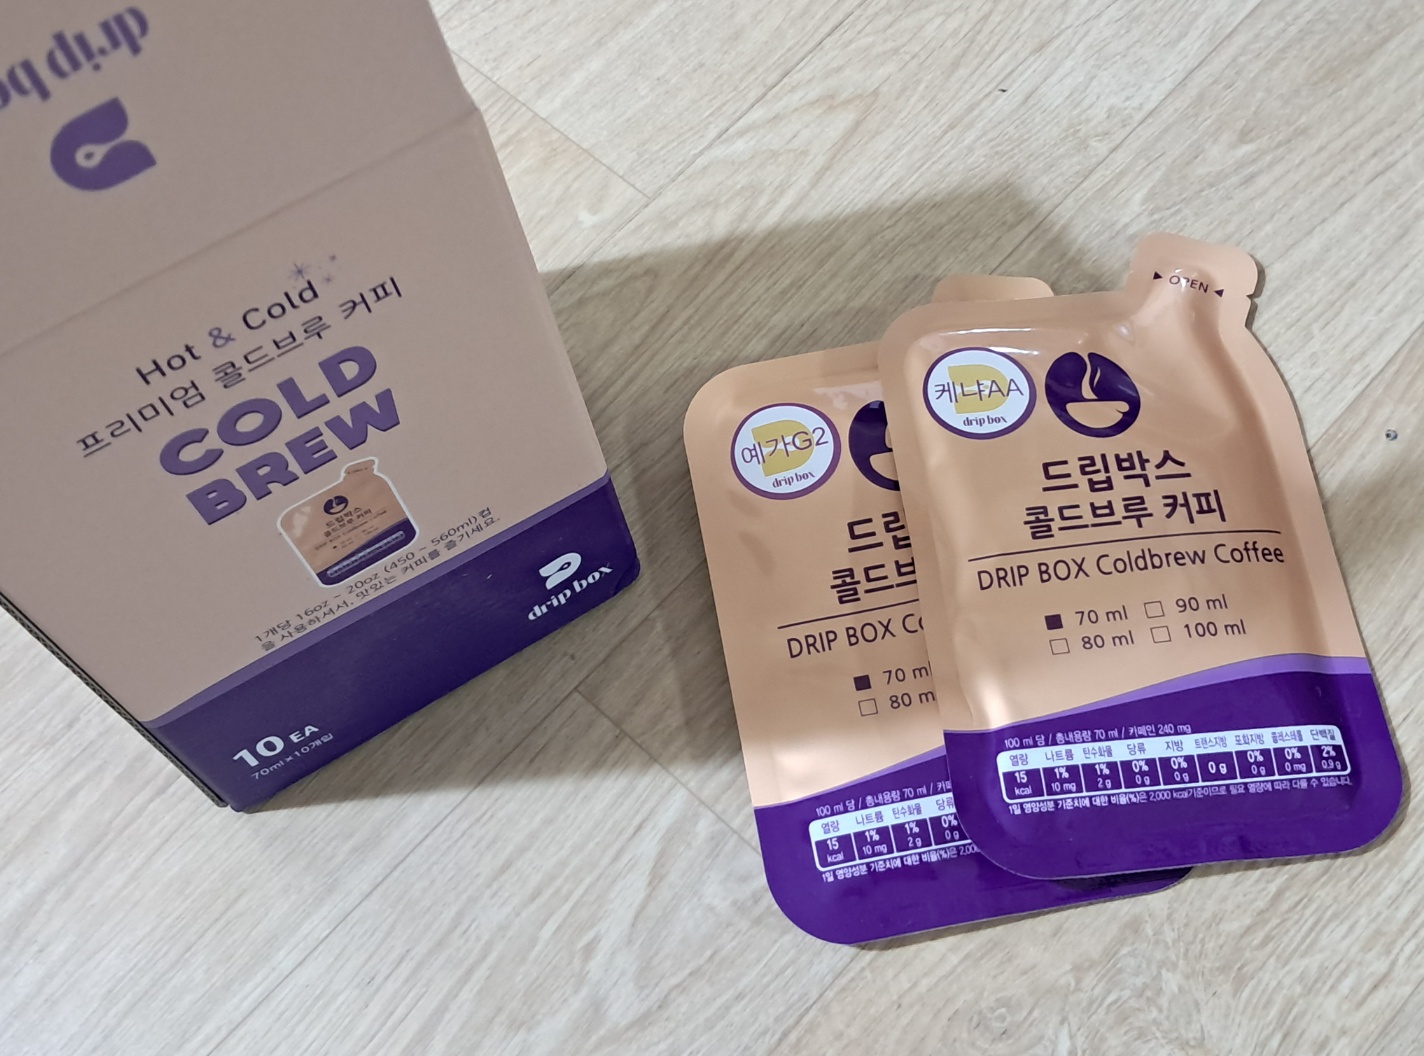 drip b
Hot & Cold
프리미엄 콜드브루 커피
COLD
BREW
드립박스
콜드브루 커피
1개당 16oz ~ 20oz (450 ~ 560ml) 컵
을 사용하셔서, 맛있는 커피를 즐기세요.
drip box
10 EA
70ml x 10개입
예가G2
drip box
드립
콜드브
DRIP BOX Co
■ 70 ml
□ 80 m
100 ml 당 / 총내용량 70 ml / 카페
열량 나트륨 탄수화물 당류
15 1% 1% 0%
kcal 10 mg 2 g 0 g
1일 영양성분 기준치에 대한 비율(%)은 2,000
▶ OPEN ◀
케냐AA
drip box
드립박스
콜드브루 커피
DRIP BOX Coldbrew Coffee
■ 70 ml □ 90 ml
□ 80 ml □ 100 ml
100 ml 당 / 총내용량 70 ml / 카페인 240 mg
열량 나트륨 탄수화물 당류 지방 트랜스지방 포화지방 콜레스테롤 단백질
15 1% 1% 0% 0% 0 g 0% 0% 2%
kcal 10 mg 2 g 0 g 0 g 0 g 0 mg 0.9 g
1일 영양성분 기준치에 대한 비율(%)은 2,000 kcal기준이므로 필요 열량에 따라 다를 수 있습니다.